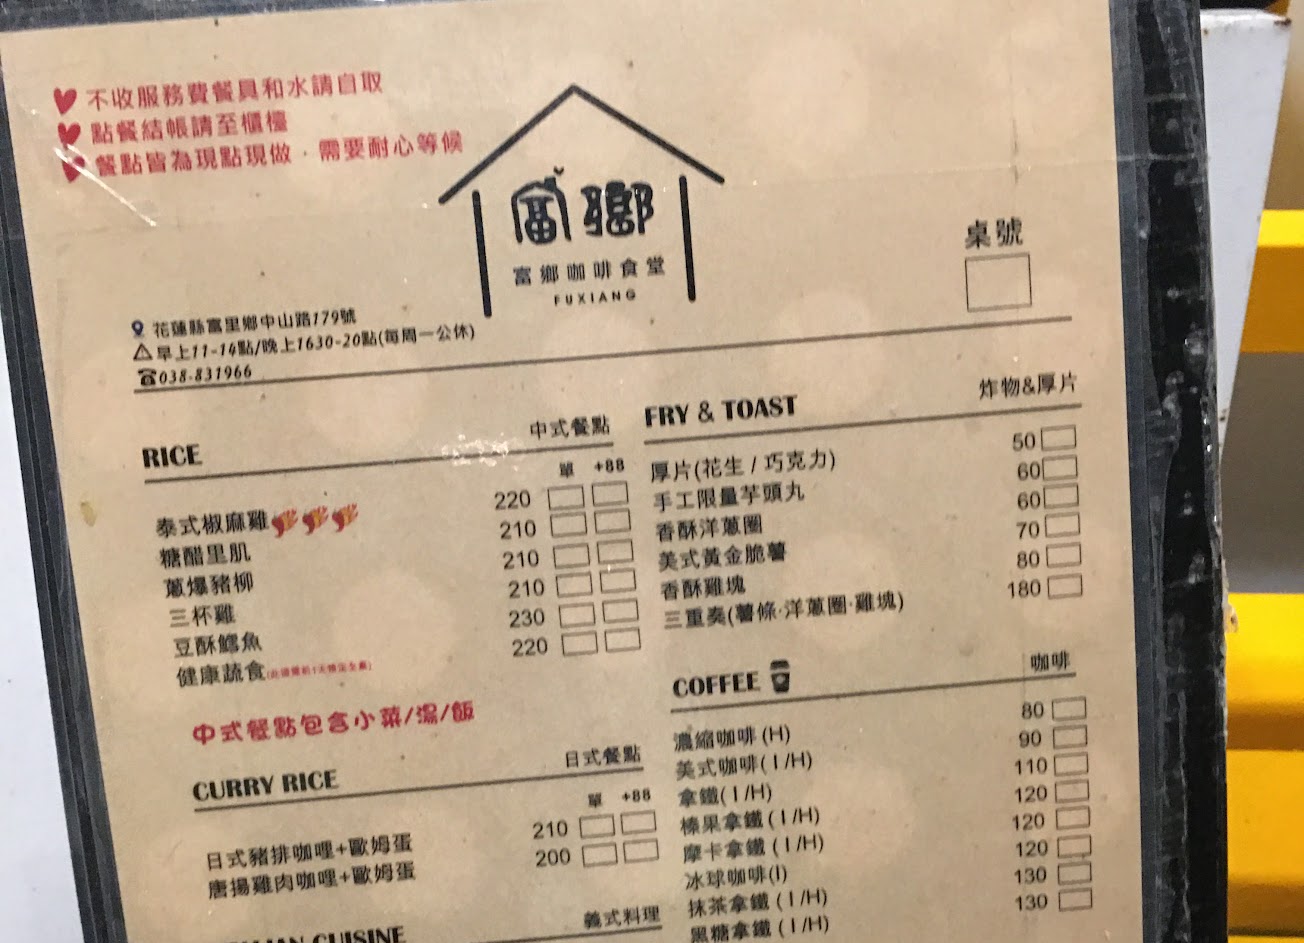 不收服務費餐具和水請自取
點餐結帳請至櫃檯
餐點皆為現點現做．需要耐心等候
富鄉
富鄉咖啡食堂
FUXIANG
桌號
花蓮縣富里鄉中山路179號
早上11-14點/晚上1630-20點(每周一公休)
038-831966
RICE 中式餐點
單 +88
泰式椒麻雞 220
糖醋里肌 210
蔥爆豬柳 210
三杯雞 210
豆酥鱈魚 230
健康蔬食 220
中式餐點包含小菜/湯/飯
CURRY RICE 日式餐點
單 +88
日式豬排咖哩+歐姆蛋 210
唐揚雞肉咖哩+歐姆蛋 200
CUISINE 義式料理
FRY & TOAST 炸物&厚片
厚片(花生 / 巧克力) 50
手工限量芋頭丸 60
香酥洋蔥圈 60
美式黃金脆薯 70
香酥雞塊 80
三重奏(薯條·洋蔥圈·雞塊) 180
COFFEE 咖啡
濃縮咖啡(H) 80
美式咖啡(I/H) 90
拿鐵(I/H) 110
榛果拿鐵(I/H) 120
摩卡拿鐵(I/H) 120
冰球咖啡(I) 120
抹茶拿鐵(I/H) 130
黑糖拿鐵(I/H) 130